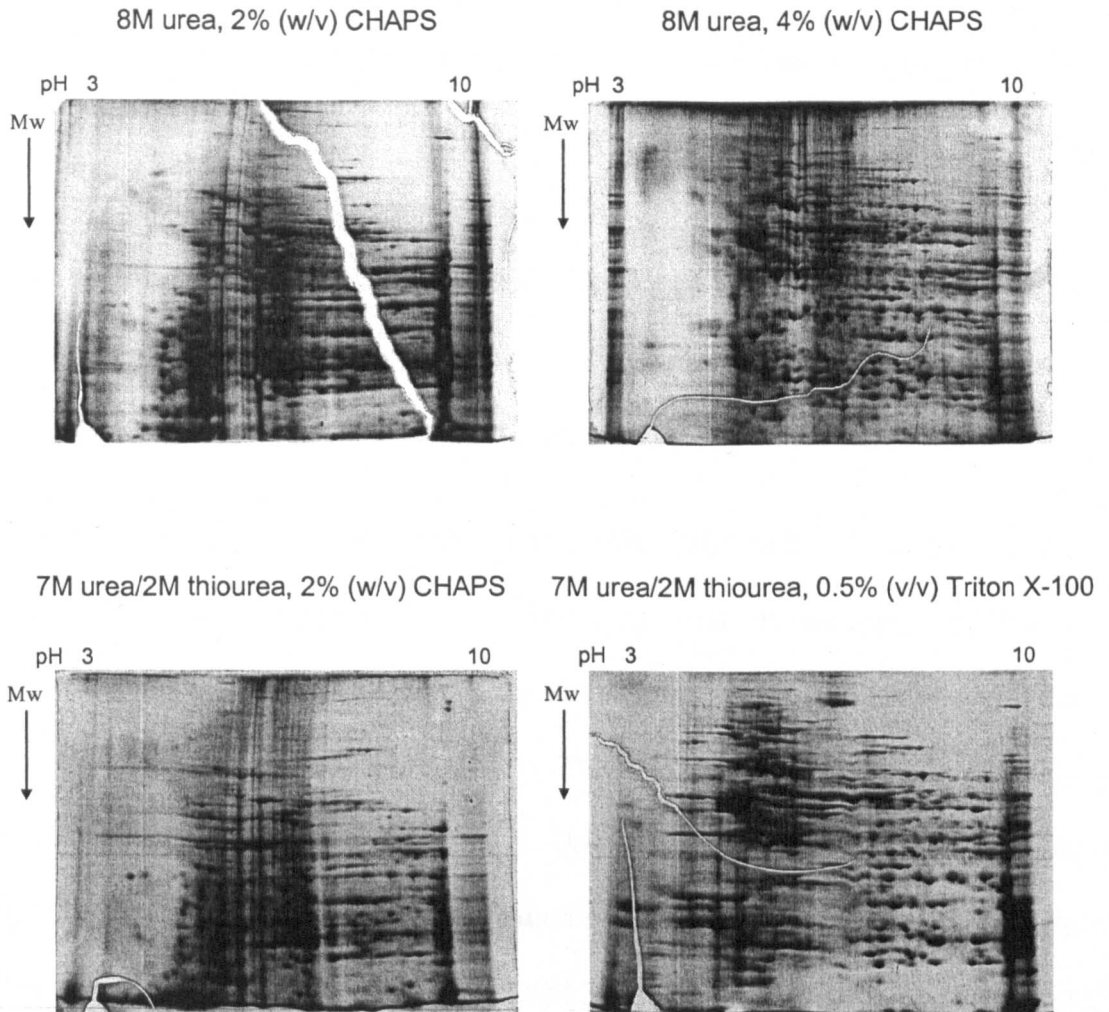 8M urea, 2% (w/v) CHAPS
8M urea, 4% (w/v) CHAPS
pH 3 10
pH 3 10
Mw
Mw
7M urea/2M thiourea, 2% (w/v) CHAPS
7M urea/2M thiourea, 0.5% (v/v) Triton X-100
pH 3 10
pH 3 10
Mw
Mw